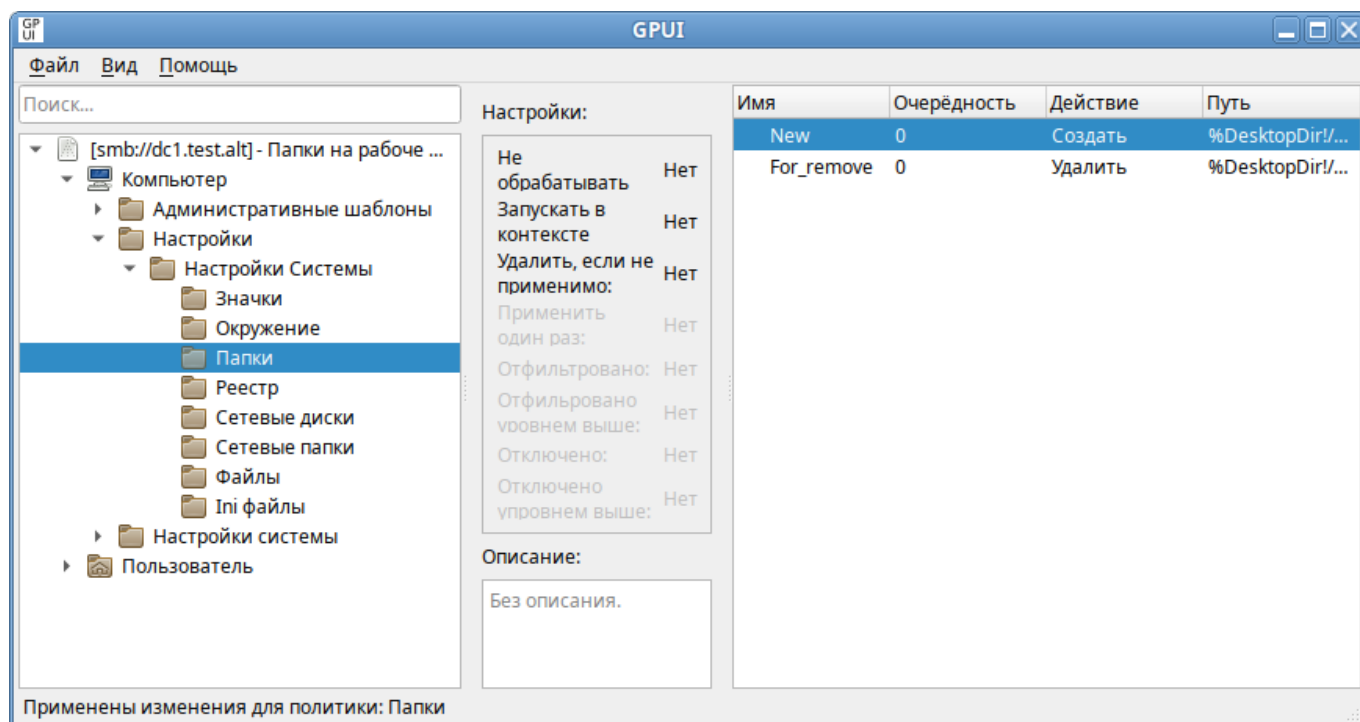 GP UI
GPUI
Файл Вид Помощь
Поиск...
[smb://dc1.test.alt] - Папки на рабоче ...
Компьютер
Административные шаблоны
Настройки
Настройки Системы
Значки
Окружение
Папки
Реестр
Сетевые диски
Сетевые папки
Файлы
Ini файлы
Настройки системы
Пользователь
Настройки:
Не
обрабатывать Нет
Запускать в
контексте Нет
Удалить, если не
применимо: Нет
Применить
один раз: Нет
Отфильтровано: Нет
Отфильровано
уровнем выше: Нет
Отключено: Нет
Отключено
упровнем выше: Нет
Описание:
Без описания.
Имя Очерёдность Действие Путь
New 0 Создать %DesktopDir!/...
For_remove 0 Удалить %DesktopDir!/...
Применены изменения для политики: Папки